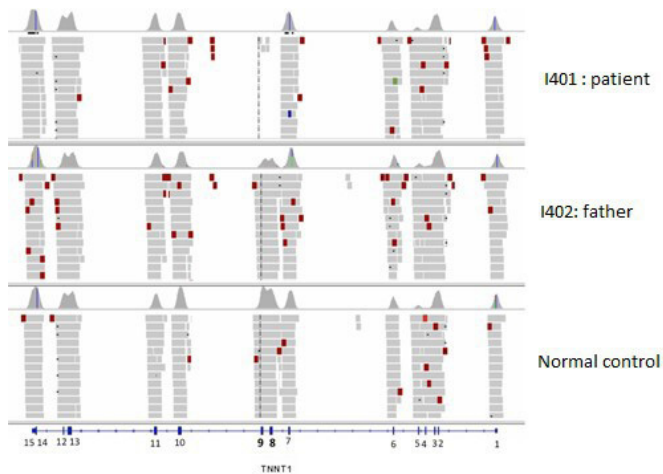 I401 : patient
I402: father
Normal control
15 14 12 13 11 10 9 8 7 6 5 4 3 2 1
TNNT1